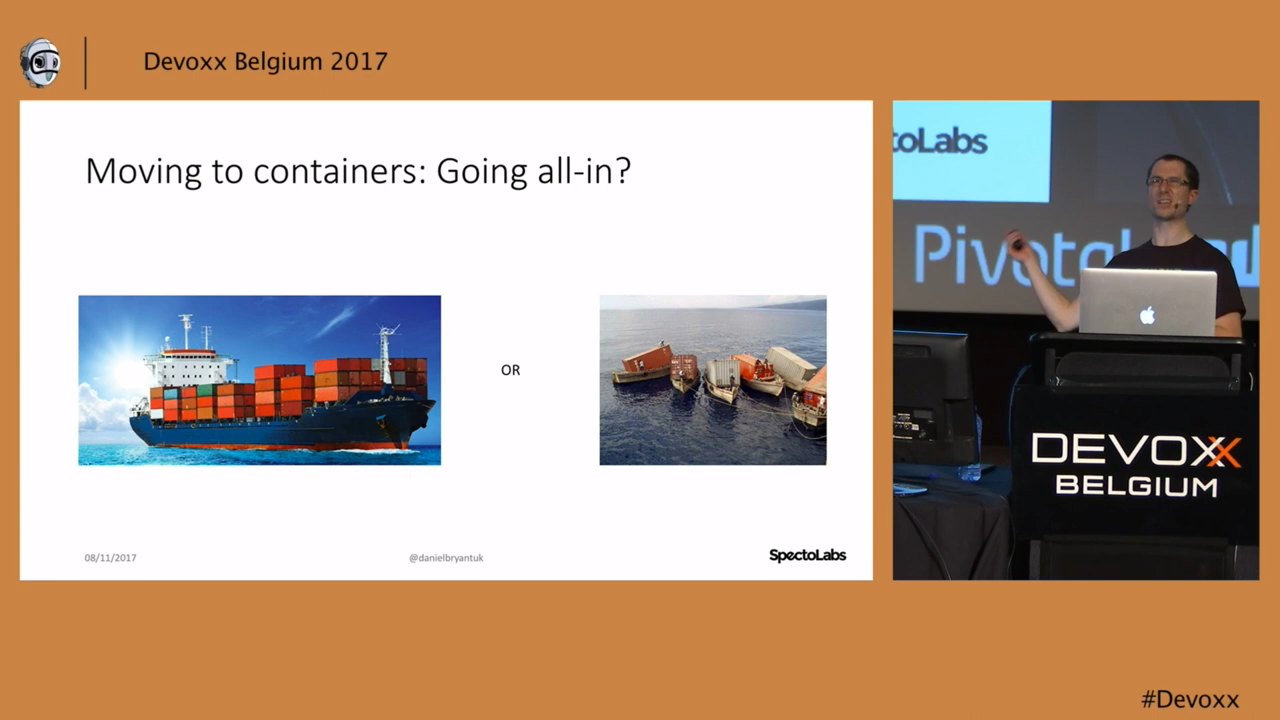 Devoxx Belgium 2017
Moving to containers: Going all-in?
OR
08/11/2017
@danielbryantuk
SpectoLabs
toLabs
Pivotal
DEVOXX
BELGIUM
#Devoxx